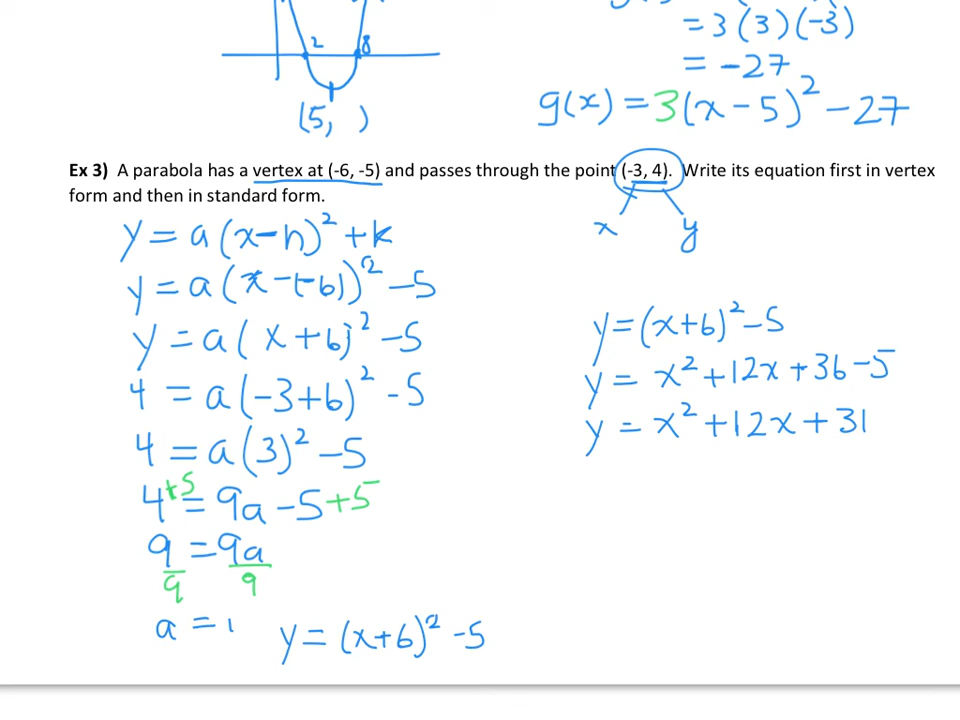 = 3(3)(-3)
= -27
2 8
(5, )
g(x) = 3(x - 5)² - 27
Ex 3) A parabola has a vertex at (-6, -5) and passes through the point (-3, 4). Write its equation first in vertex
form and then in standard form.
x y
y = a(x-h)² + k
y = a(x - (-6))² - 5
y = a(x+6)² - 5
4 = a(-3+6)² - 5
4 = a(3)² - 5
4+5 = 9a - 5 + 5
9 = 9a
9 9
a = 1 y = (x+6)² - 5
y = (x+6)² - 5
y = x² + 12x + 36 - 5
y = x² + 12x + 31